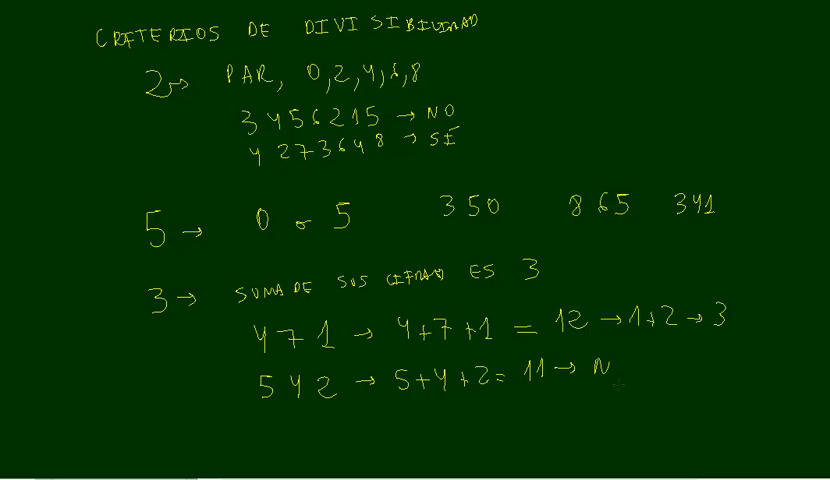 CRITERIOS DE DIVISIBILIDAD
2 → PAR, 0,2,4,6,8
3456215 → NO
4273648 → SÍ
5 → 0 o 5 350 865 341
3 → SUMA DE SUS CIFRAS ES 3
471 → 4+7+1 = 12 → 1+2 → 3
542 → 5+4+2= 11 → N